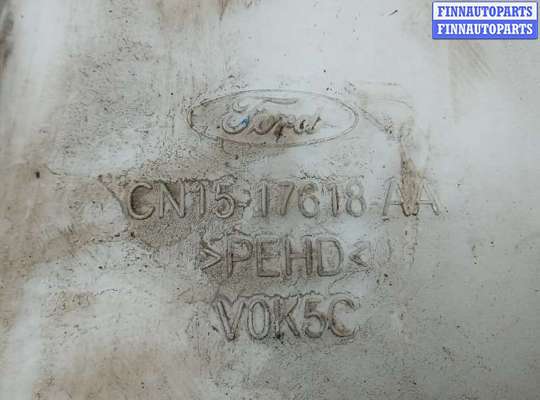 FINNAUTOPARTS
FINNAUTOPARTS
Ford
CN15-17618-AA
>PEHD<
V0K5C